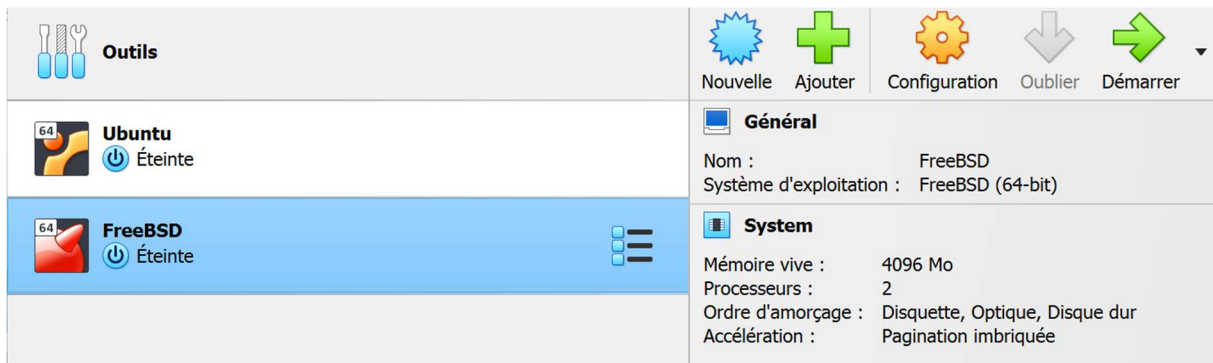 Outils
64
Ubuntu
Éteinte
64
FreeBSD
Éteinte
Nouvelle Ajouter Configuration Oublier Démarrer
Général
Nom : FreeBSD
Système d'exploitation : FreeBSD (64-bit)
System
Mémoire vive : 4096 Mo
Processeurs : 2
Ordre d'amorçage : Disquette, Optique, Disque dur
Accélération : Pagination imbriquée